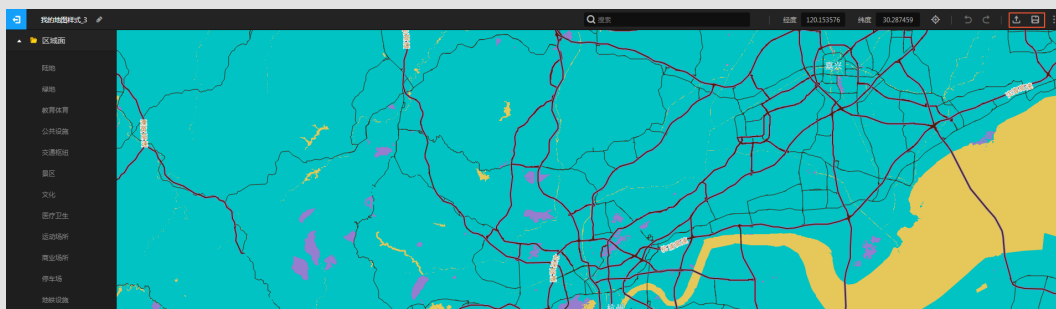 我的地图样式_3
搜索
经度 120.153576 纬度 30.287459
区域面
陆地
绿地
教育体育
公共设施
交通枢纽
景区
文化
医疗卫生
运动场所
商业场所
停车场
地铁设施
嘉兴